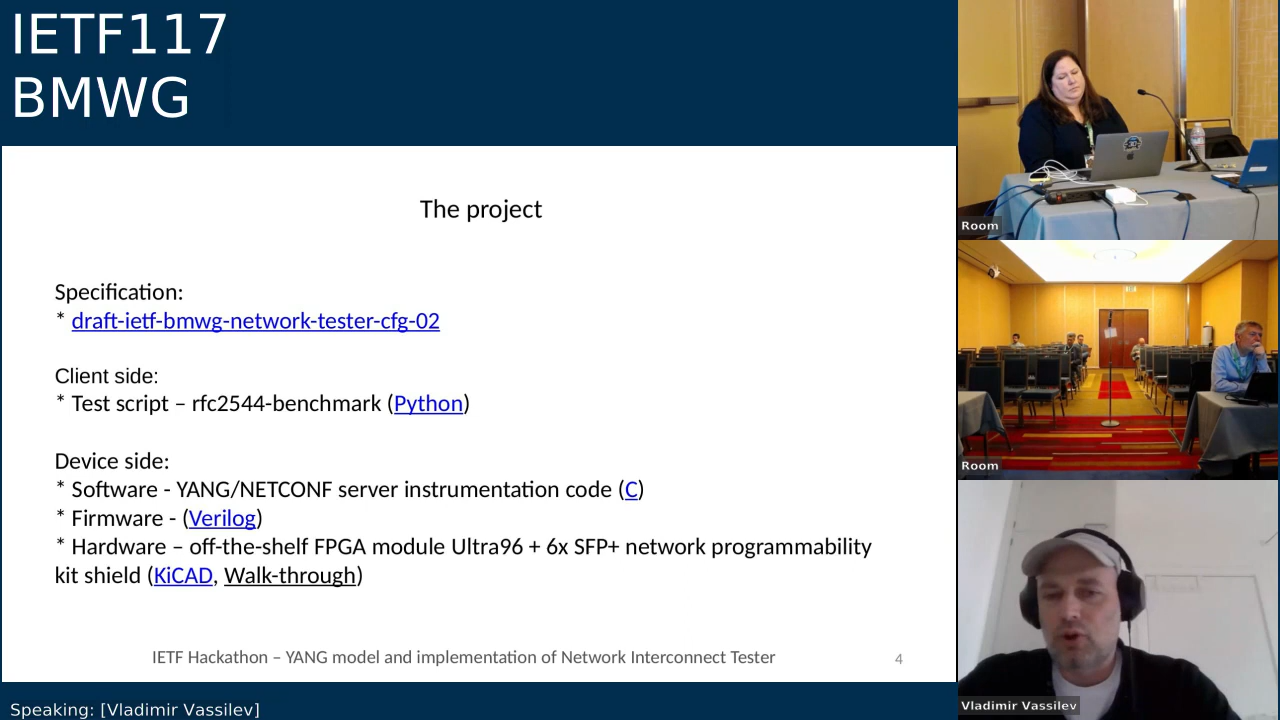 IETF117
BMWG
The project
Specification:
* draft-ietf-bmwg-network-tester-cfg-02
Client side:
* Test script – rfc2544-benchmark (Python)
Device side:
* Software - YANG/NETCONF server instrumentation code (C)
* Firmware - (Verilog)
* Hardware – off-the-shelf FPGA module Ultra96 + 6x SFP+ network programmability
kit shield (KiCAD, Walk-through)
IETF Hackathon – YANG model and implementation of Network Interconnect Tester
4
Speaking: [Vladimir Vassilev]
Room
Room
Vladimir Vassilev